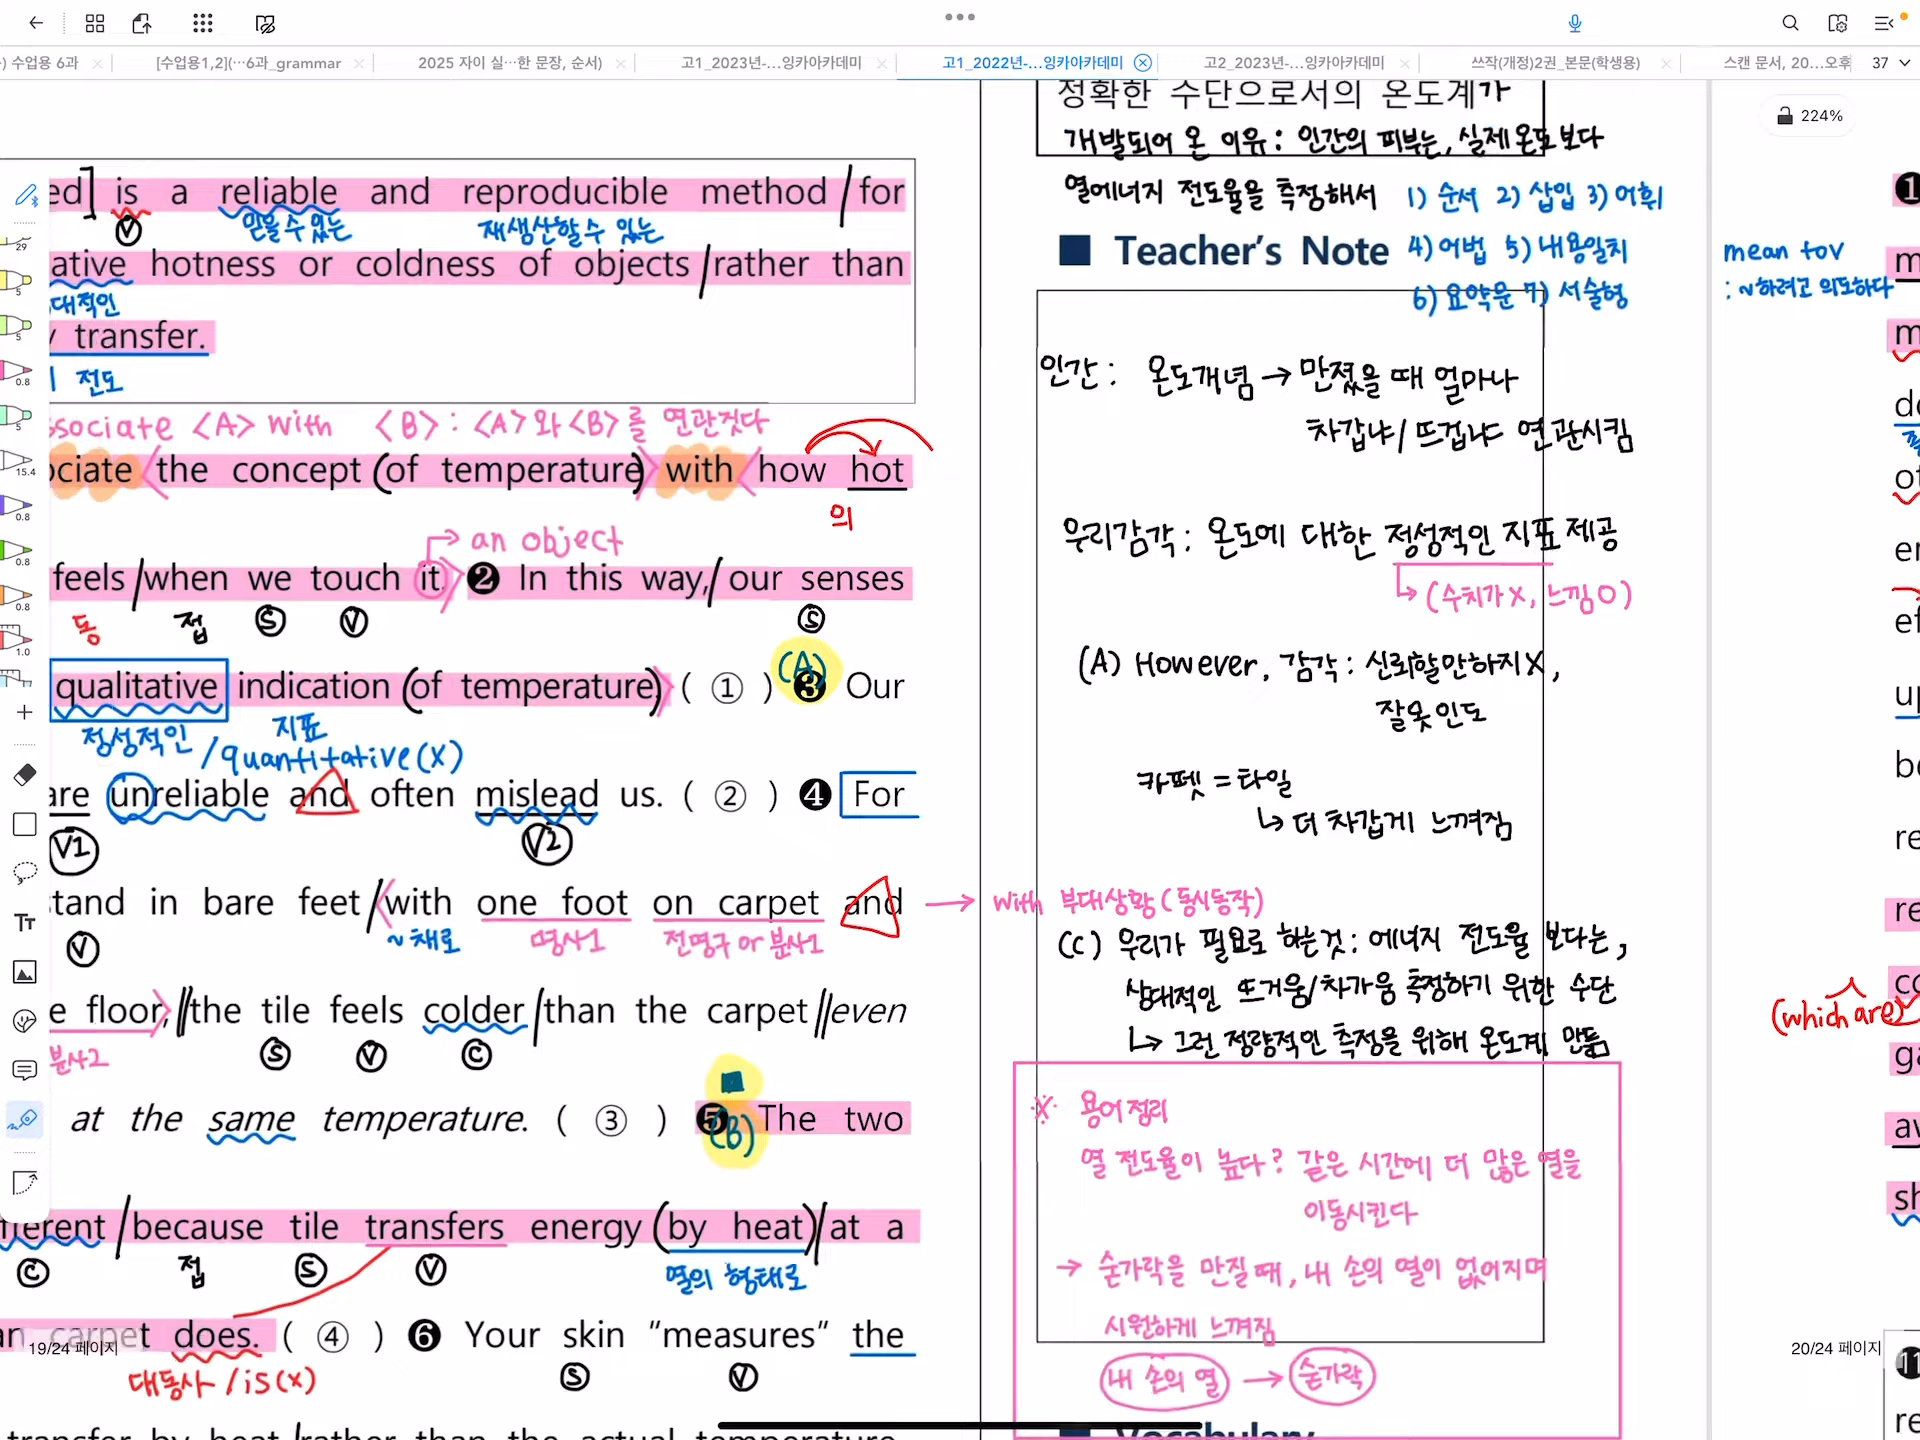 ) 수업용 6과
[수업용1,2](…6과_grammar
2025 자이 실…한 문장, 순서)
고1_2023년-…잉카아카데미
고1_2022년-…잉카아카데미
고2_2023년-…잉카아카데미
쓰작(개정)2권_본문(학생용)
스캔 문서, 20…오후
37
224%
ed] is a reliable and reproducible method / for
V 믿을 수 있는 재생산할 수 있는
ative hotness or coldness of objects / rather than
대적인
transfer.
전도
ssociate <A> with <B> : <A>와 <B>를 연관짓다
ociate <the concept (of temperature)> with <how hot
의
an object
feels / when we touch it.> ❷ In this way, / our senses
동 접 S V S
qualitative indication (of temperature.) ( ① ) ❸ Our
(A)
정성적인 / quantitative(X) 지표
are unreliable and often mislead us. ( ② ) ❹ For
V1 V2
tand in bare feet / <with one foot on carpet and
V ~채로 명사1 전명구 or 분사1
→ with 부대상황 (동시동작)
e floor>, // the tile feels colder / than the carpet // even
분사2 S V C
at the same temperature. ( ③ ) ❺ The two
(B)
fferent / because tile transfers energy (by heat) / at a
C 접 S V 열의 형태로
an carpet does. ( ④ ) ❻ Your skin “measures” the
대동사 / is(x) S V
19/24 페이지
transfer by heat / rather than the actual temperature
정확한 수단으로서의 온도계가
개발되어 온 이유 : 인간의 피부는, 실제온도보다
열에너지 전도율을 측정해서
1) 순서 2) 삽입 3) 어휘
■ Teacher’s Note
4) 어법 5) 내용일치
6) 요약문 7) 서술형
인간 : 온도개념 → 만졌을 때 얼마나
차갑냐 / 뜨겁냐 연관시킴
우리감각 : 온도에 대한 정성적인 지표 제공
↳ (수치가 X, 느낌 O)
(A) However, 감각 : 신뢰할만하지 X,
잘못 인도
카펫 = 타일
↳ 더 차갑게 느껴짐
(C) 우리가 필요로 하는것 : 에너지 전도율 보다는,
상대적인 뜨거움/차가움 측정하기 위한 수단
↳ 그런 정량적인 측정을 위해 온도계 만듦
※ 용어정리
열 전도율이 높다? 같은 시간에 더 많은 열을
이동시킨다
→ 숟가락을 만질 때, 내 손의 열이 없어지며
시원하게 느껴짐
내 손의 열 → 숟가락
Vocabulary
mean to V
: ~하려고 의도하다
(which are)
20/24 페이지